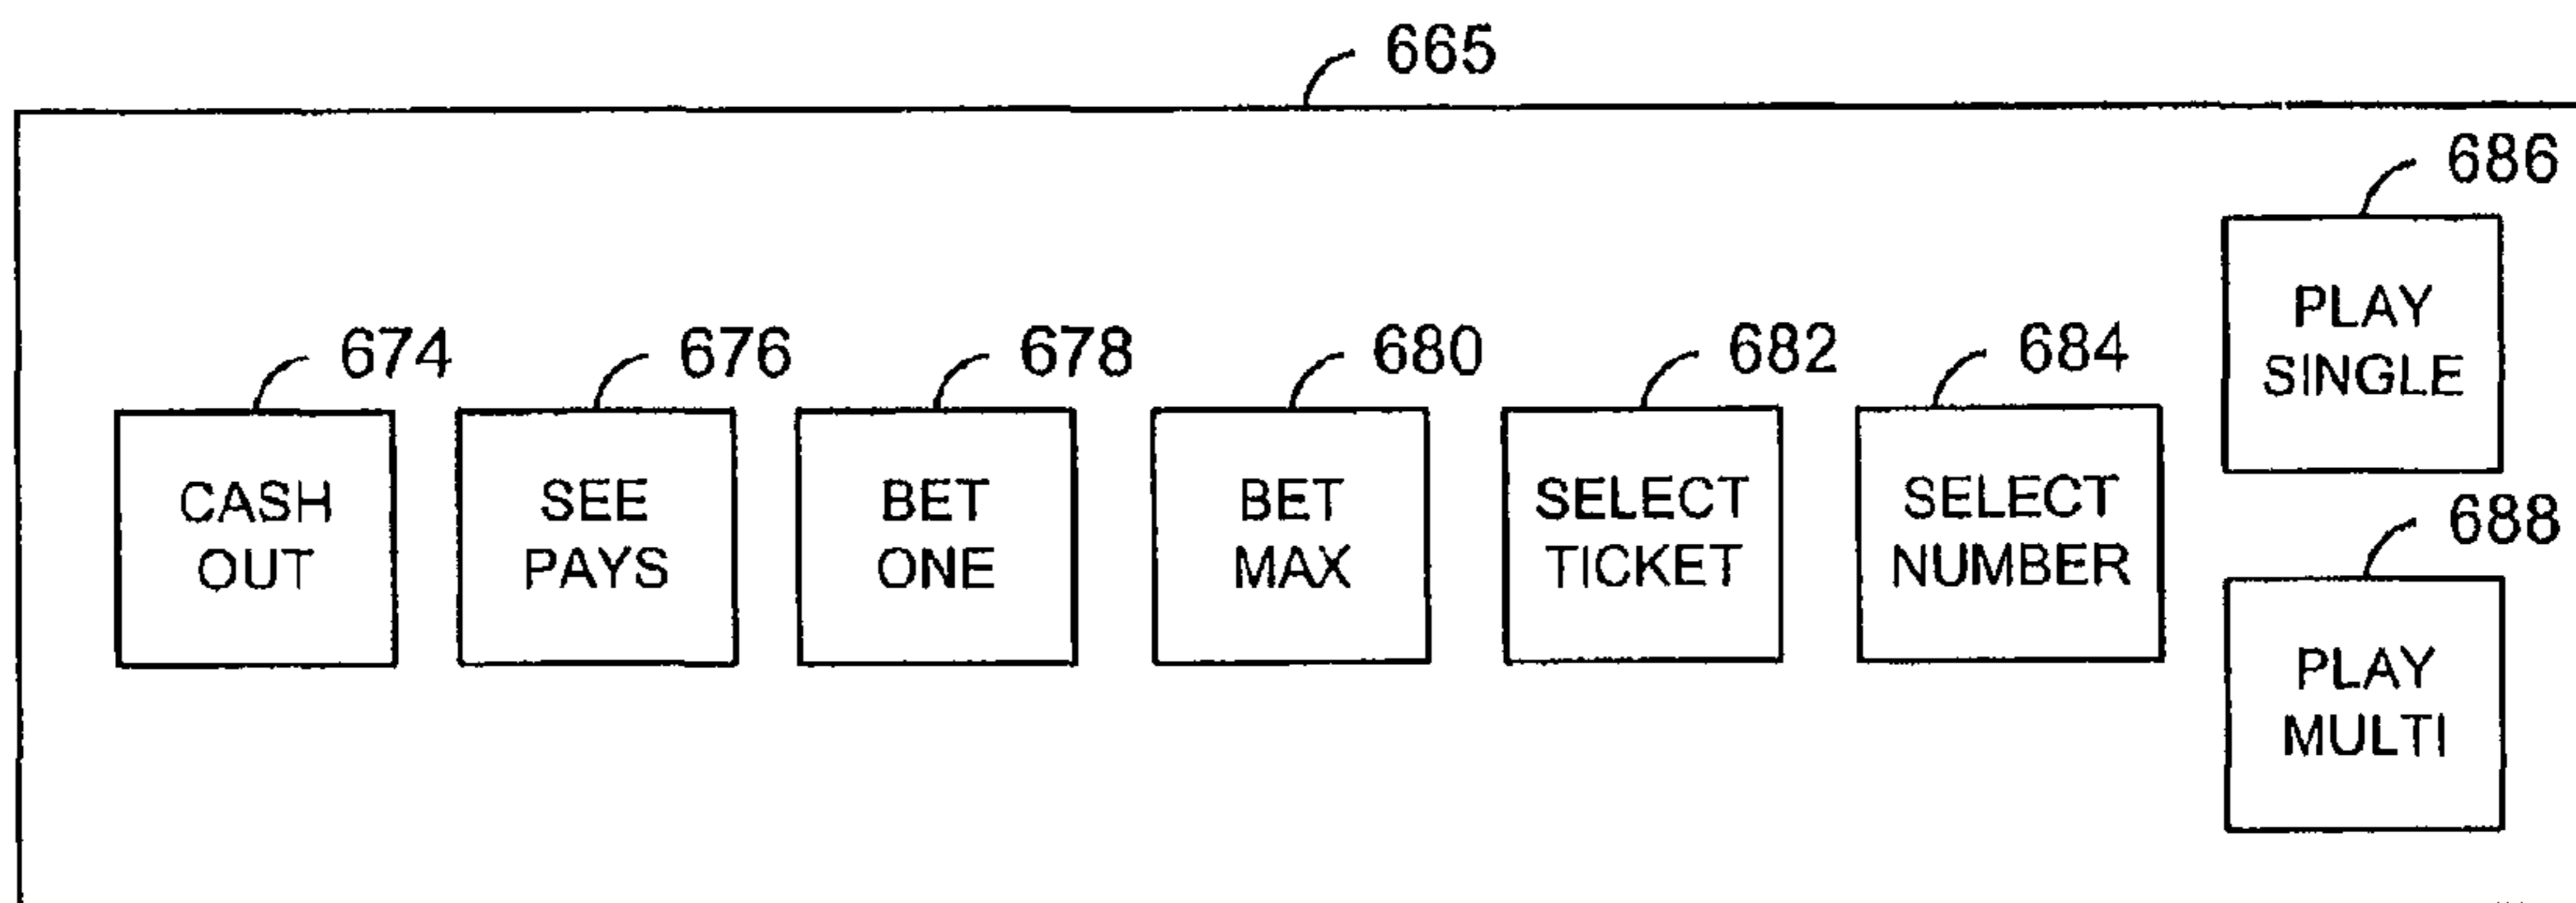 665
686
PLAY
SINGLE
674
676
678
680
682
684
CASH
OUT
SEE
PAYS
BET
ONE
BET
MAX
SELECT
TICKET
SELECT
NUMBER
688
PLAY
MULTI